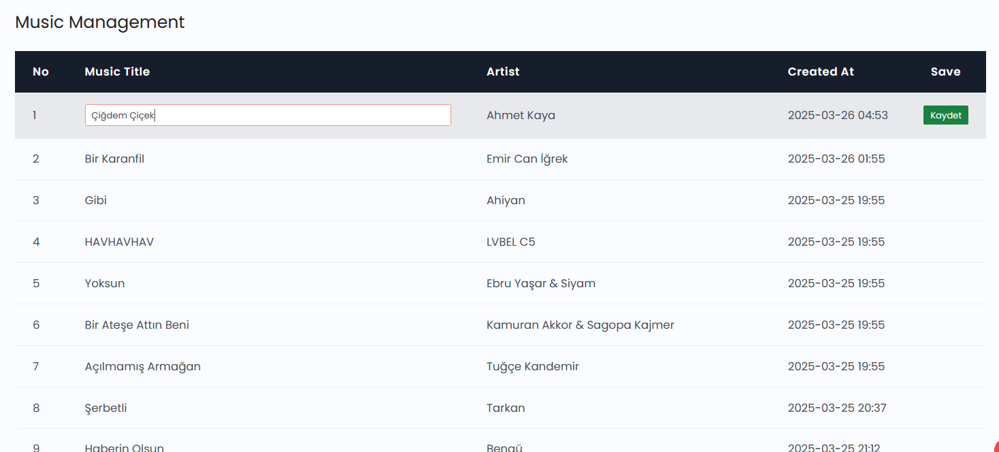 Music Management
No Music Title Artist Created At Save
1 Çiğdem Çiçek Ahmet Kaya 2025-03-26 04:53 Kaydet
2 Bir Karanfil Emir Can İğrek 2025-03-26 01:55
3 Gibi Ahiyan 2025-03-25 19:55
4 HAVHAVHAV LVBEL C5 2025-03-25 19:55
5 Yoksun Ebru Yaşar & Siyam 2025-03-25 19:55
6 Bir Ateşe Attın Beni Kamuran Akkor & Sagopa Kajmer 2025-03-25 19:55
7 Açılmamış Armağan Tuğçe Kandemir 2025-03-25 19:55
8 Şerbetli Tarkan 2025-03-25 20:37
9 Haberin Olsun Bengü 2025-03-25 21:12